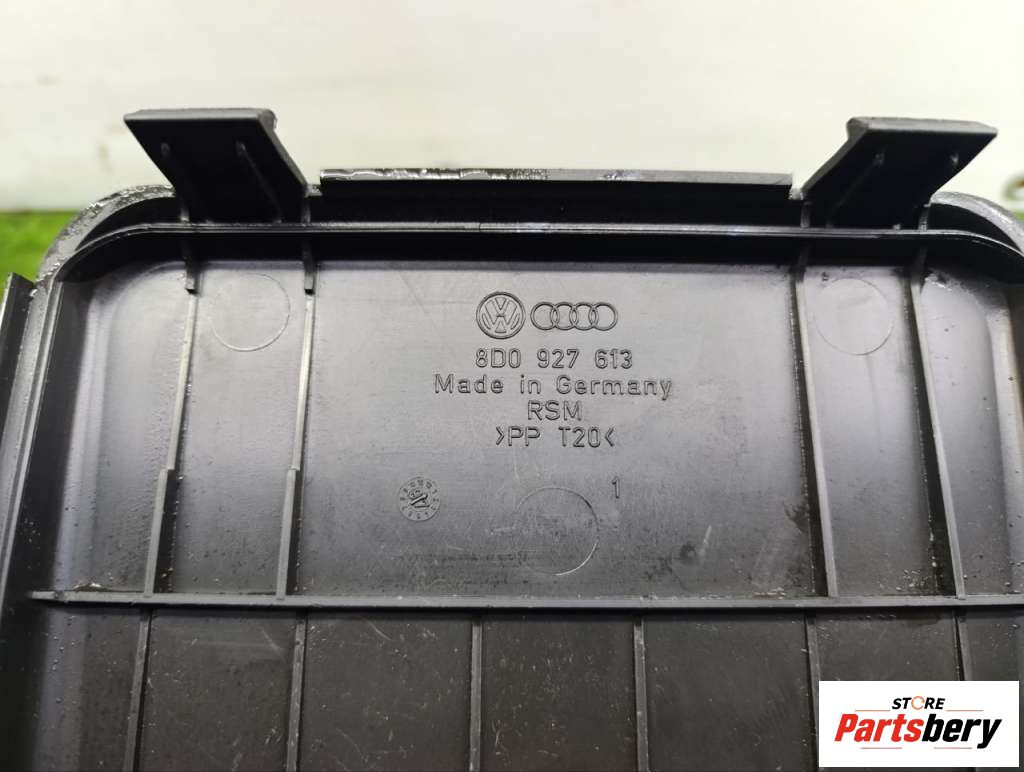 8D0 927 613
Made in Germany
RSM
>PP T20<
1
STORE
Partsbery